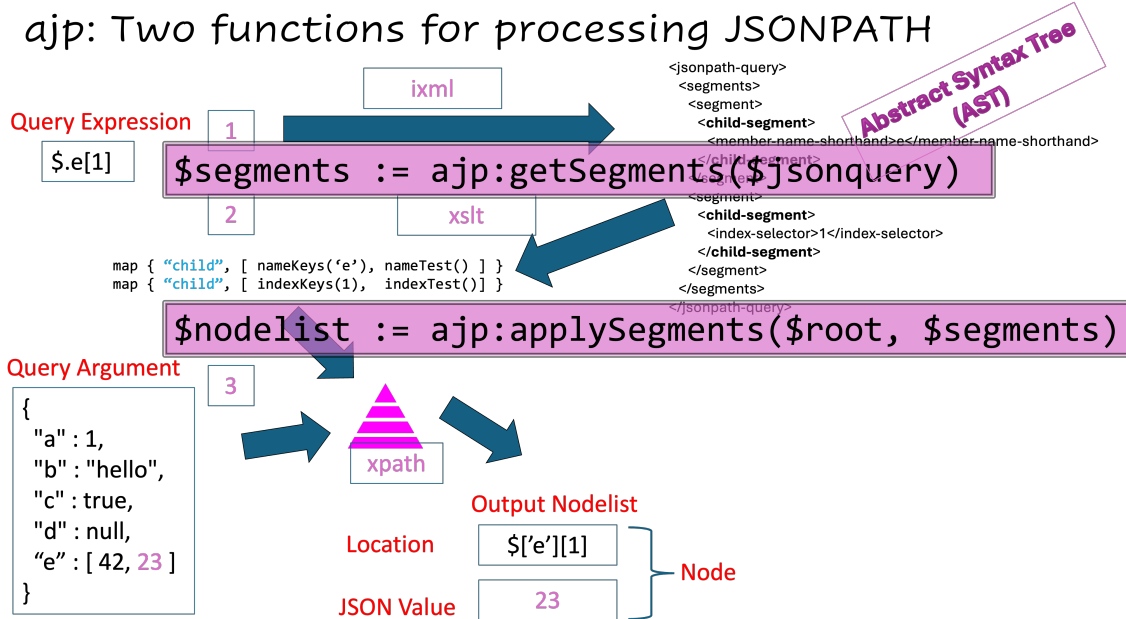 ajp: Two functions for processing JSONPATH
ixml
Query Expression
1
$.e[1]
<jsonpath-query>
<segments>
<segment>
<child-segment>
<member-name-shorthand>e</member-name-shorthand>
</child-segment>
</segment>
<segment>
<child-segment>
<index-selector>1</index-selector>
</child-segment>
</segment>
</segments>
</jsonpath-query>
Abstract Syntax Tree
(AST)
$segments := ajp:getSegments($jsonquery)
2
xslt
map { “child”, [ nameKeys(‘e’), nameTest() ] }
map { “child”, [ indexKeys(1), indexTest()] }
$nodelist := ajp:applySegments($root, $segments)
Query Argument
3
{
"a" : 1,
"b" : "hello",
"c" : true,
"d" : null,
“e” : [ 42, 23 ]
}
xpath
Output Nodelist
Location
$[’e’][1]
Node
JSON Value
23